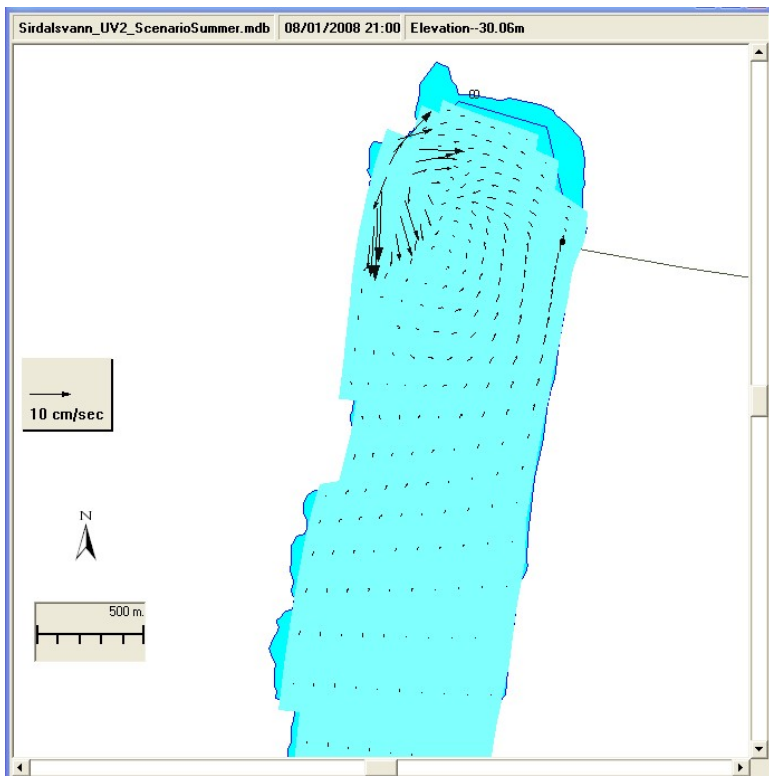 Sirdalsvann_UV2_ScenarioSummer.mdb 08/01/2008 21:00 Elevation--30.06m
10 cm/sec
N
500 m.